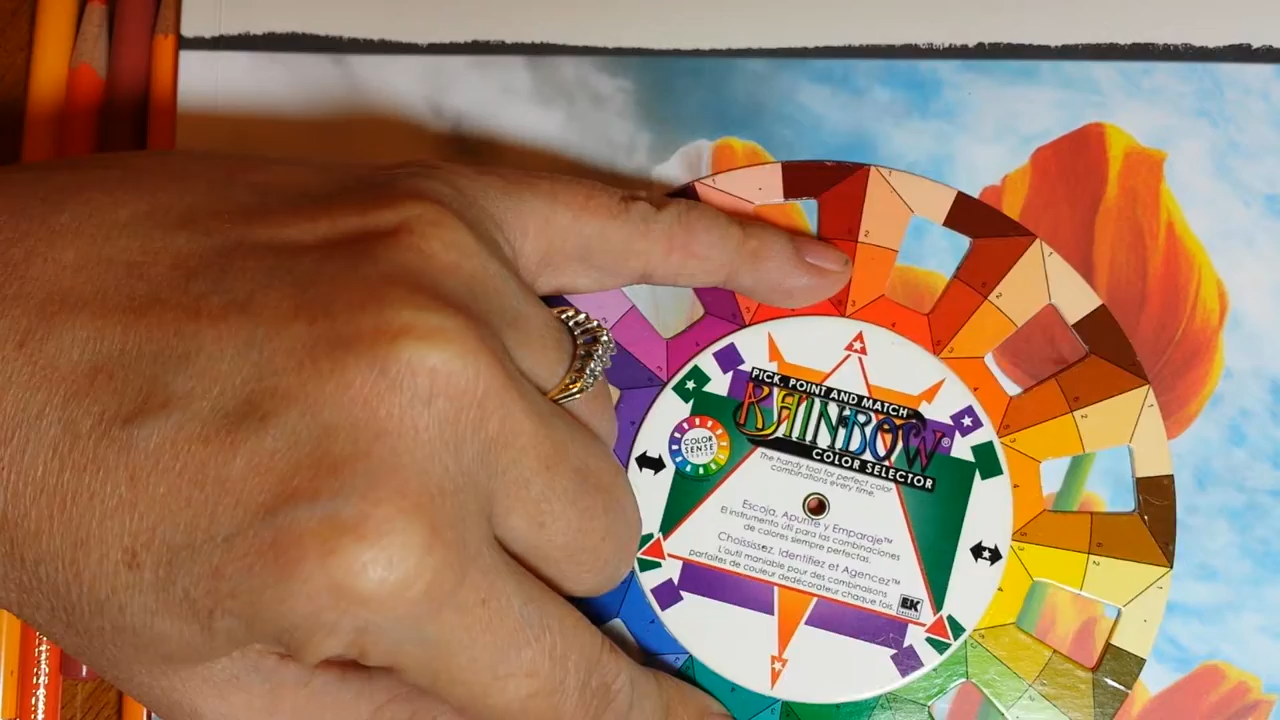 PICK, POINT AND MATCH
RAINBOW®
COLOR SELECTOR
COLOR
SENSE
SYSTEM
The handy tool for perfect color
combinations every time.
Escoja, Apunte y Empareje™
El instrumento útil para las combinaciones
de colores siempre perfectas.
Choississez, Identifiez et Agencez™
L'outil maniable pour des combinaisons
parfaites de couleur dedécorateur chaque fois.
EK